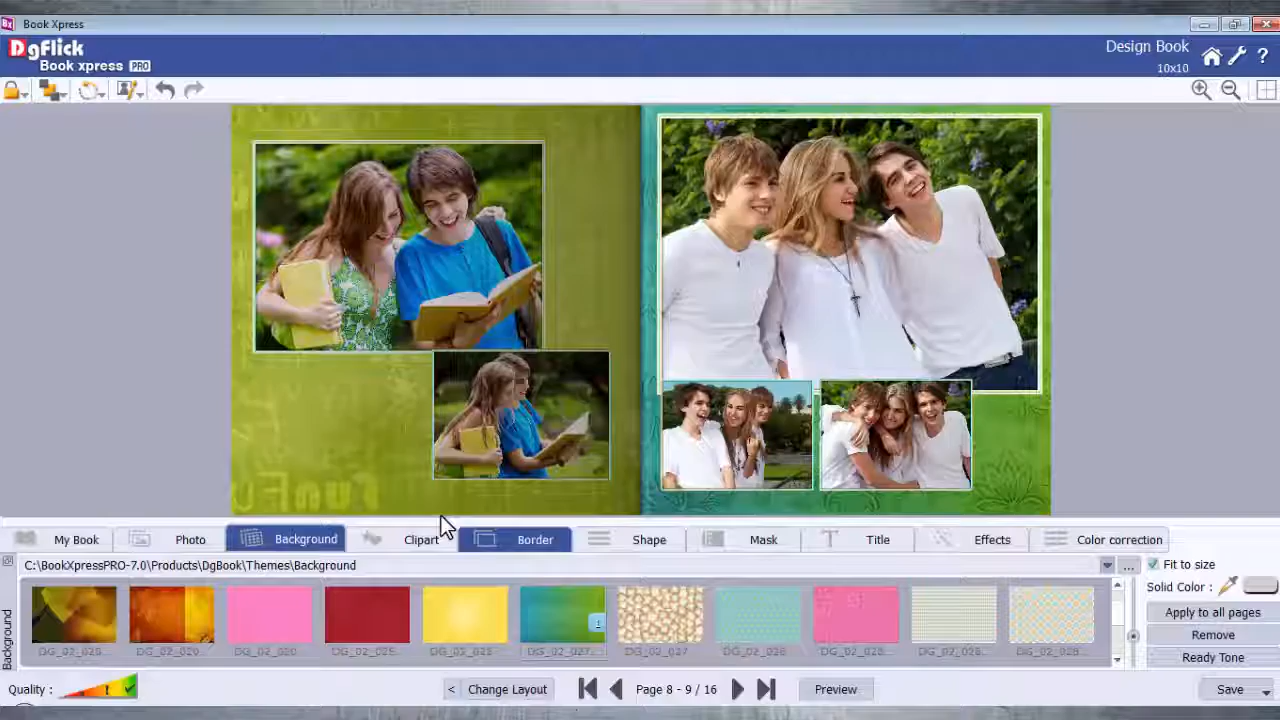 Book Xpress
DgFlick
Book xpress PRO
Design Book
10x10
My Book
Photo
Background
Clipart
Border
Shape
Mask
Title
Effects
Color correction
C:\BookXpressPRO-7.0\Products\DgBook\Themes\Background
...
Fit to size
Solid Color :
Apply to all pages
Remove
Ready Tone
Background
1
Quality :
< Change Layout
Page 8 - 9 / 16
Preview
Save